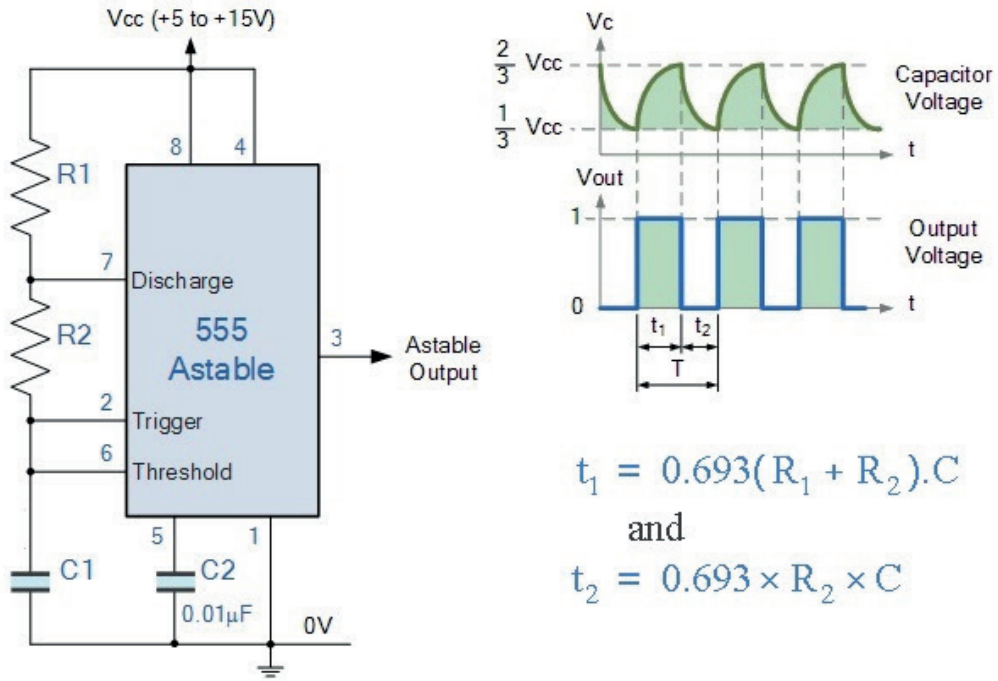 Vcc (+5 to +15V)
8
4
R1
7
Discharge
R2
555
Astable
3
Astable
Output
2
Trigger
6
Threshold
5
1
C1
C2
0.01μF
0V
Vc
2/3 Vcc
1/3 Vcc
Capacitor
Voltage
t
Vout
1
0
Output
Voltage
t
t₁
t₂
T
t₁ = 0.693(R₁ + R₂).C
and
t₂ = 0.693 × R₂ × C